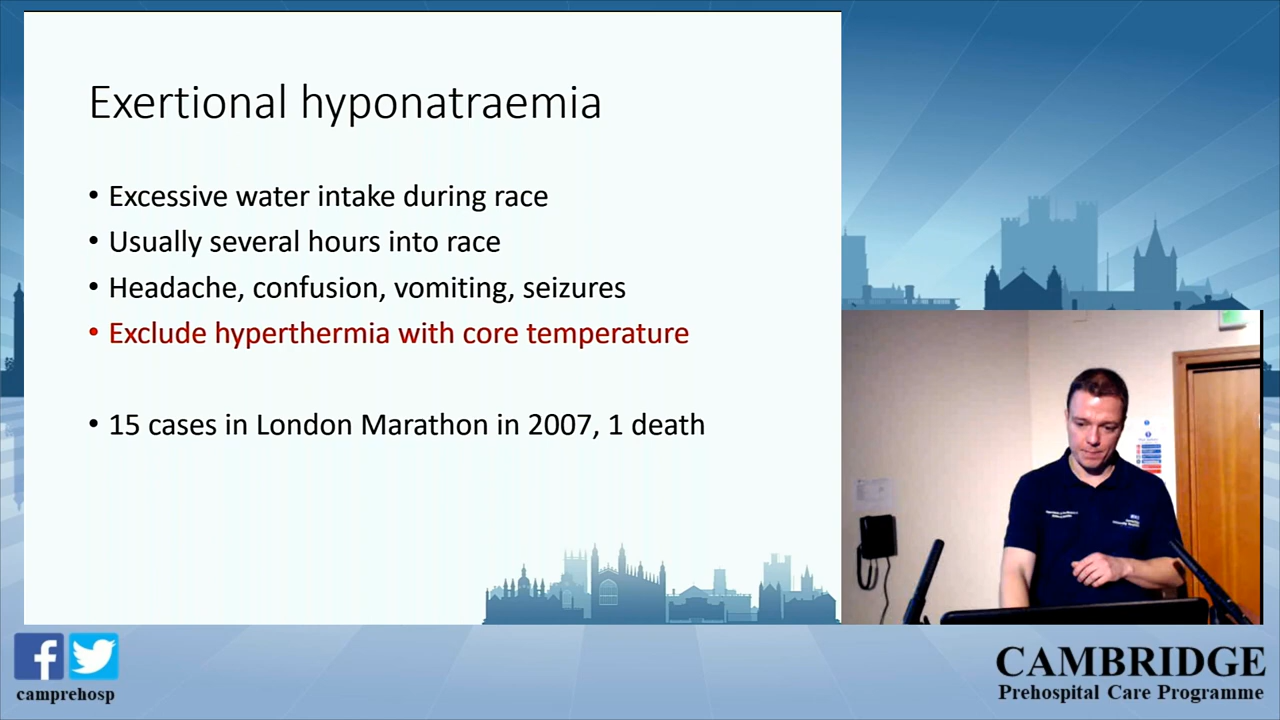 Exertional hyponatraemia
• Excessive water intake during race
• Usually several hours into race
• Headache, confusion, vomiting, seizures
• Exclude hyperthermia with core temperature
• 15 cases in London Marathon in 2007, 1 death
camprehosp
CAMBRIDGE
Prehospital Care Programme